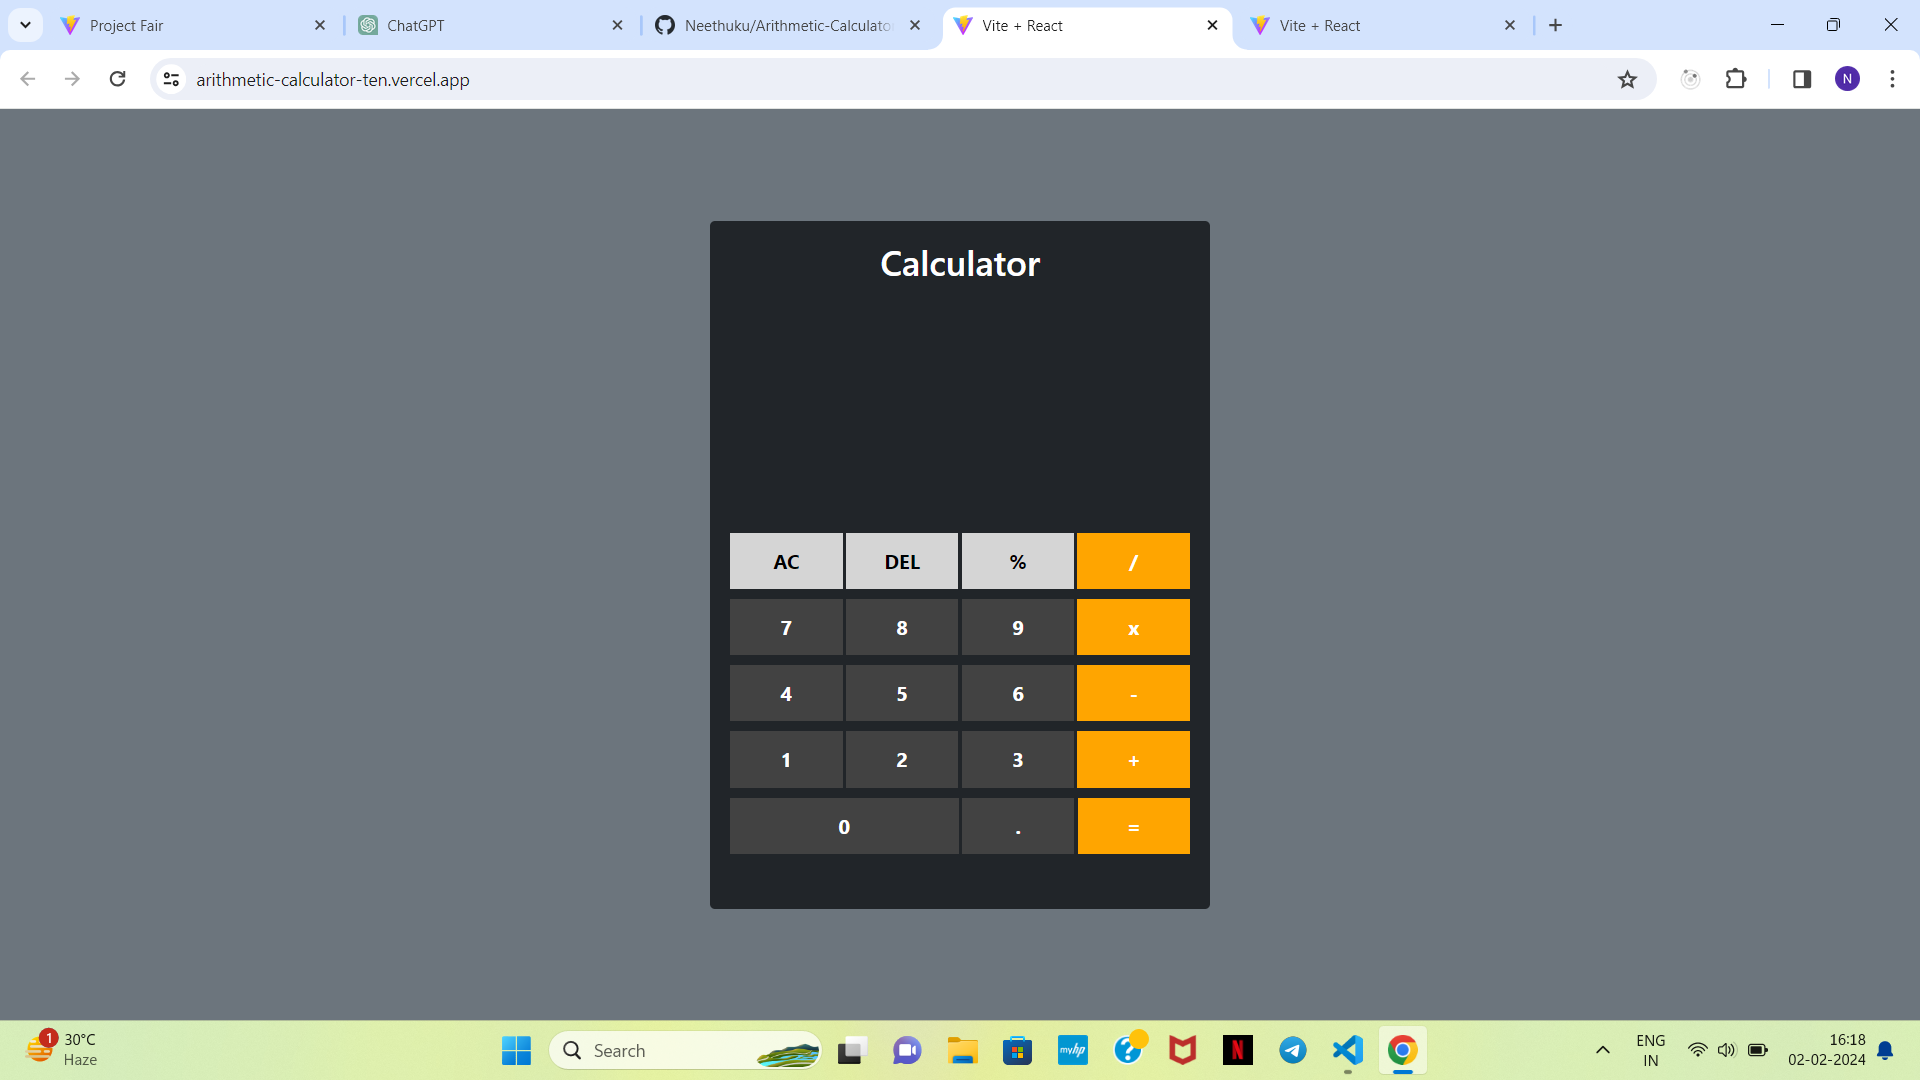 Project Fair
ChatGPT
Neethuku/Arithmetic-Calculato
Vite + React
Vite + React
arithmetic-calculator-ten.vercel.app
N
Calculator
AC DEL % /
7 8 9 x
4 5 6 -
1 2 3 +
0 . =
1
30°C
Haze
Search
myhp
?
N
ENG
IN
16:18
02-02-2024